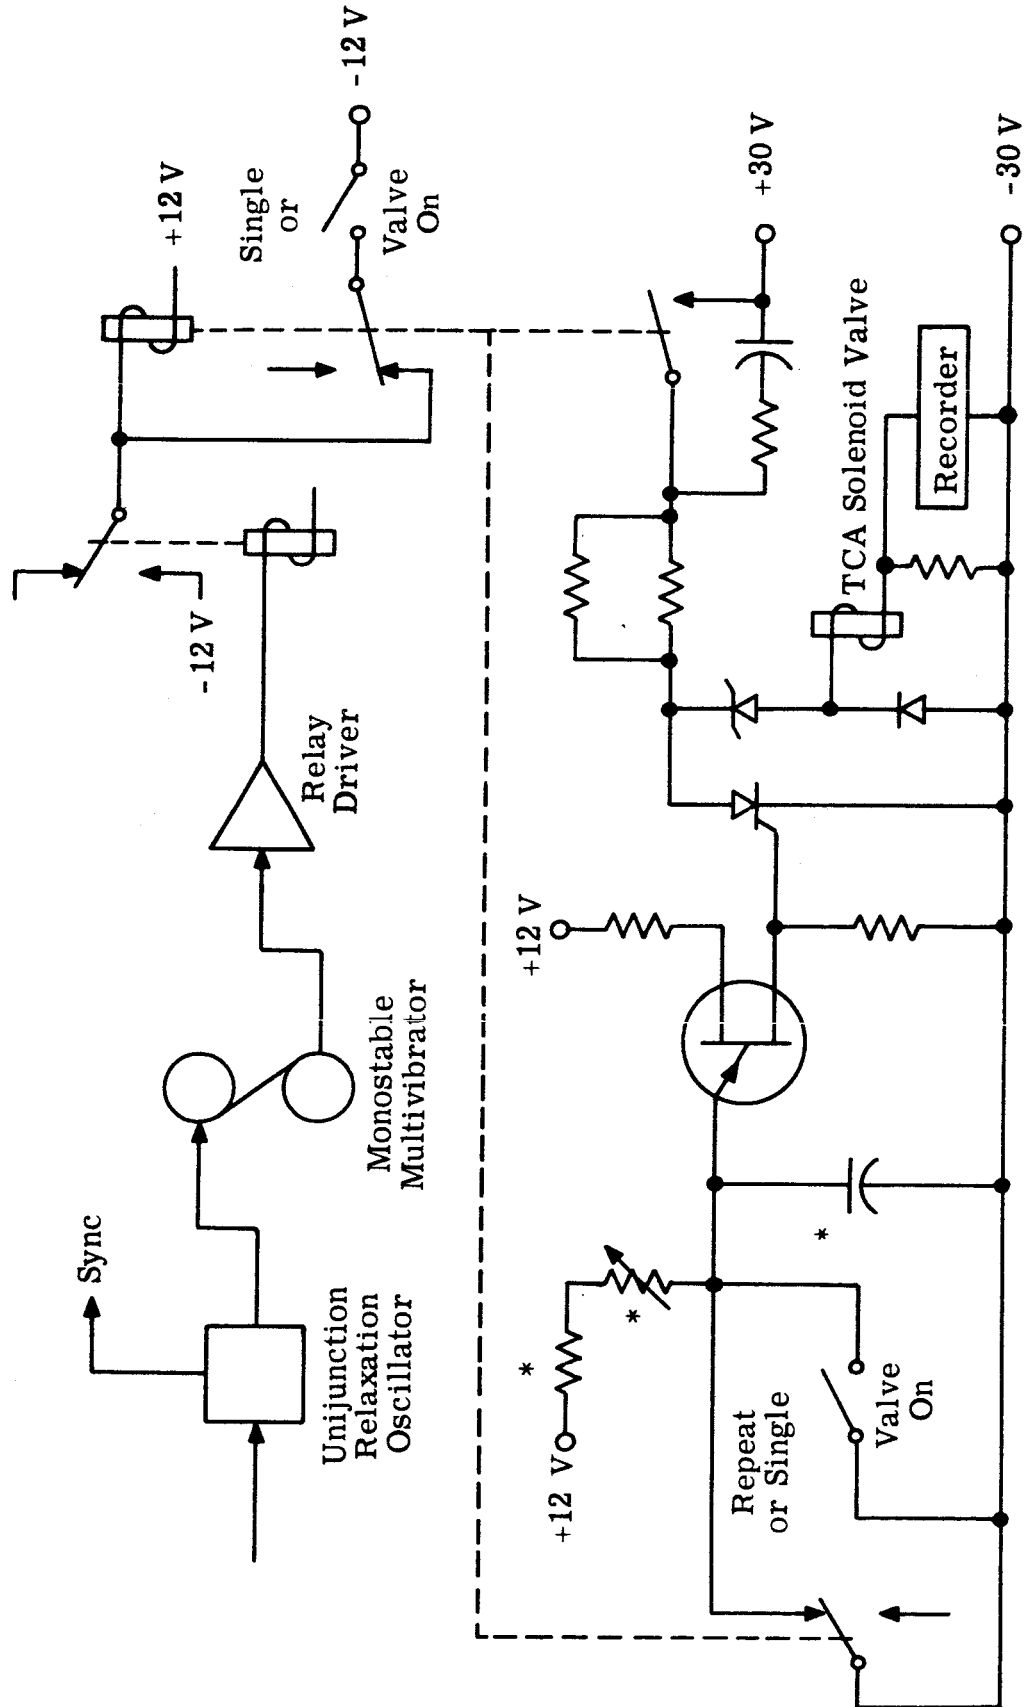 Sync
Unijunction
Relaxation
Oscillator
Monostable
Multivibrator
Relay
Driver
-12 V
+12 V
Single
or
Valve
On
-12 V
+12 V
*
*
*
Repeat
or Single
Valve
On
+12 V
TCA Solenoid Valve
Recorder
+30 V
-30 V